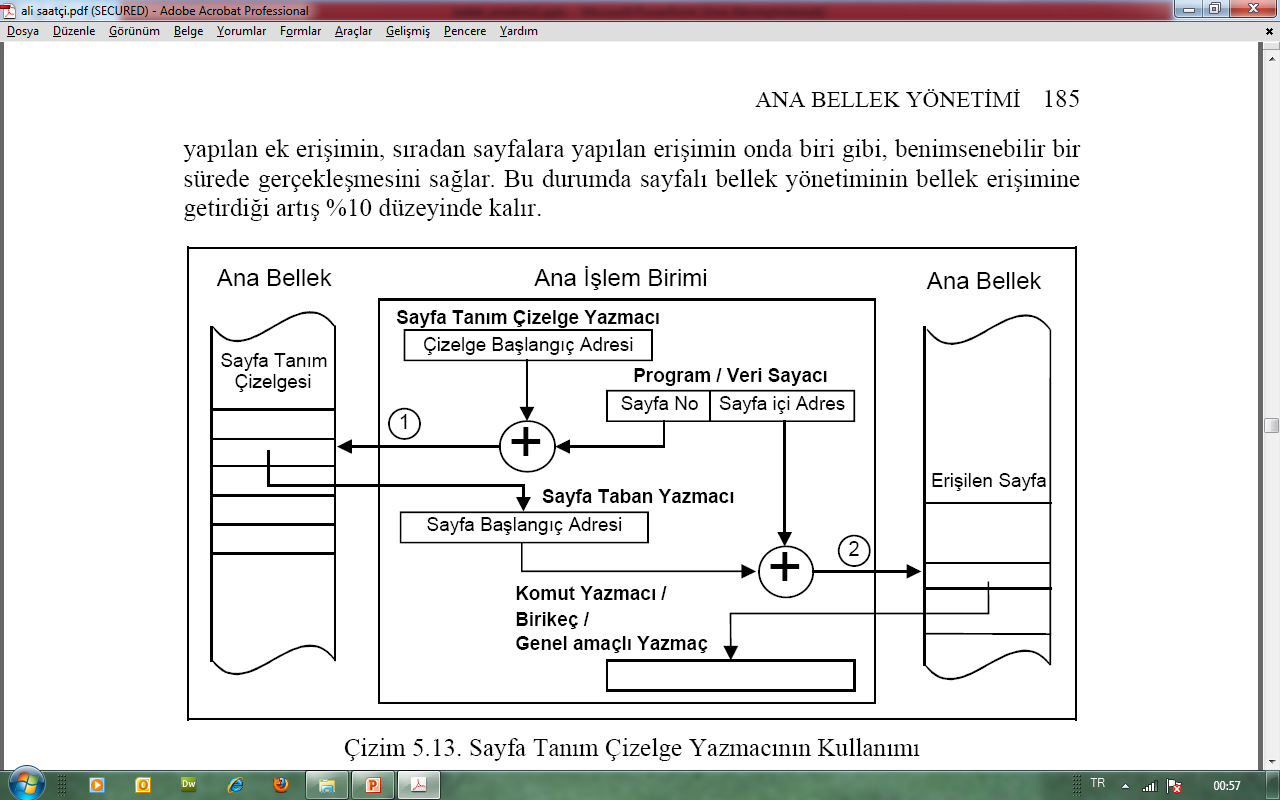 ali saatçi.pdf (SECURED) - Adobe Acrobat Professional
Dosya Düzenle Görünüm Belge Yorumlar Formlar Araçlar Gelişmiş Pencere Yardım
ANA BELLEK YÖNETİMİ 185
yapılan ek erişimin, sıradan sayfalara yapılan erişimin onda biri gibi, benimsenebilir bir
sürede gerçekleşmesini sağlar. Bu durumda sayfalı bellek yönetiminin bellek erişimine
getirdiği artış %10 düzeyinde kalır.
Ana Bellek
Ana İşlem Birimi
Ana Bellek
Sayfa Tanım Çizelge Yazmacı
Çizelge Başlangıç Adresi
Sayfa Tanım
Çizelgesi
Program / Veri Sayacı
Sayfa No
Sayfa içi Adres
1
+
Erişilen Sayfa
Sayfa Taban Yazmacı
Sayfa Başlangıç Adresi
2
+
Komut Yazmacı /
Birikeç /
Genel amaçlı Yazmaç
Çizim 5.13. Sayfa Tanım Çizelge Yazmacının Kullanımı
Dw
TR
00:57